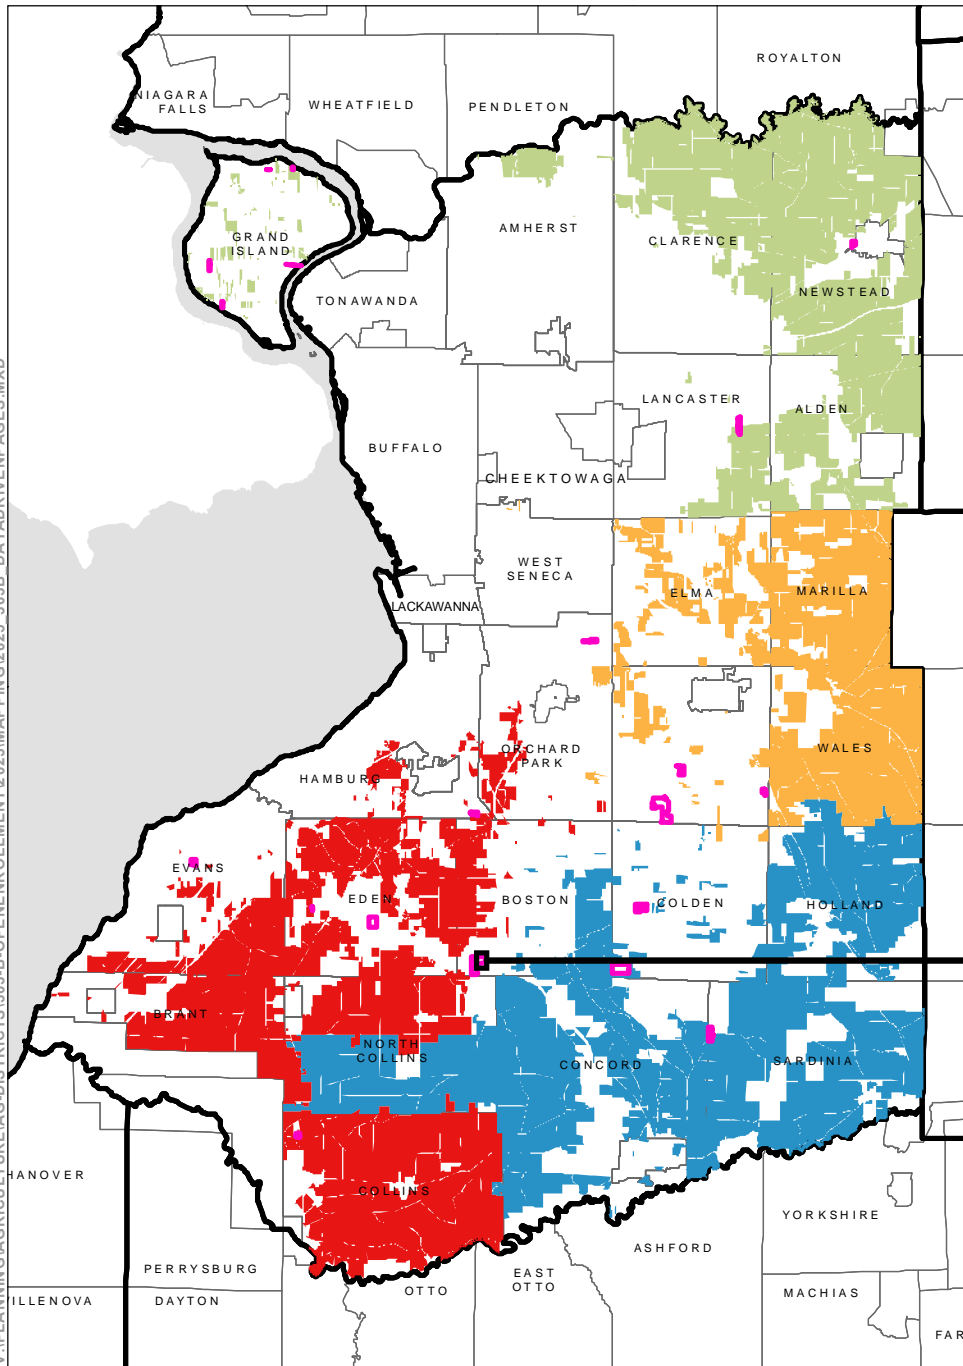 ROYALTON
NIAGARA
FALLS
WHEATFIELD
PENDLETON
GRAND
ISLAND
AMHERST
CLARENCE
NEWSTEAD
TONAWANDA
LANCASTER
ALDEN
BUFFALO
CHEEKTOWAGA
WEST
SENECA
ELMA
MARILLA
LACKAWANNA
ORCHARD
PARK
WALES
HAMBURG
EVANS
EDEN
BOSTON
COLDEN
HOLLAND
BRANT
NORTH
COLLINS
CONCORD
SARDINIA
HANOVER
COLLINS
YORKSHIRE
ASHFORD
PERRYSBURG
EAST
OTTO
OTTO
MACHIAS
ILLENOVA
DAYTON
FAR